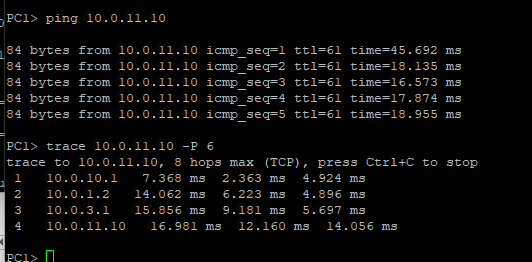 PC1> ping 10.0.11.10
84 bytes from 10.0.11.10 icmp_seq=1 ttl=61 time=45.692 ms
84 bytes from 10.0.11.10 icmp_seq=2 ttl=61 time=18.135 ms
84 bytes from 10.0.11.10 icmp_seq=3 ttl=61 time=16.573 ms
84 bytes from 10.0.11.10 icmp_seq=4 ttl=61 time=17.874 ms
84 bytes from 10.0.11.10 icmp_seq=5 ttl=61 time=18.955 ms
PC1> trace 10.0.11.10 -P 6
trace to 10.0.11.10, 8 hops max (TCP), press Ctrl+C to stop
1 10.0.10.1 7.368 ms 2.363 ms 4.924 ms
2 10.0.1.2 14.062 ms 6.223 ms 4.896 ms
3 10.0.3.1 15.856 ms 9.181 ms 5.697 ms
4 10.0.11.10 16.981 ms 12.160 ms 14.056 ms
PC1>